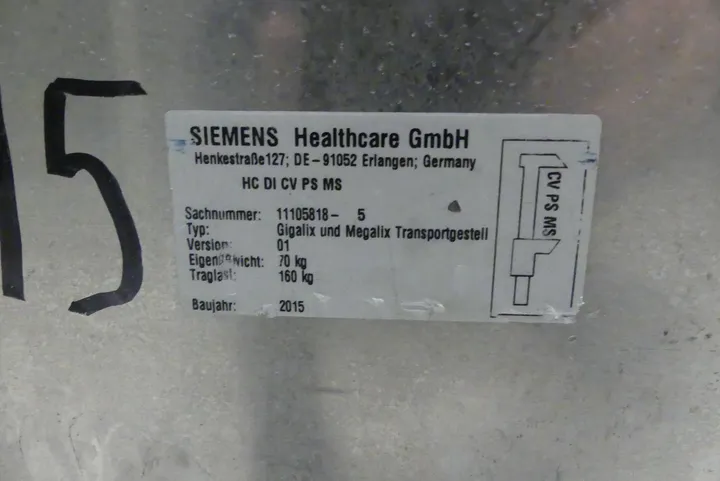 15
SIEMENS Healthcare GmbH
Henkestraße127; DE-91052 Erlangen; Germany
HC DI CV PS MS
Sachnummer: 11105818- 5
Typ: Gigalix und Megalix Transportgestell
Version: 01
Eigengewicht: 70 kg
Traglast: 160 kg
Baujahr: 2015
CV PS MS